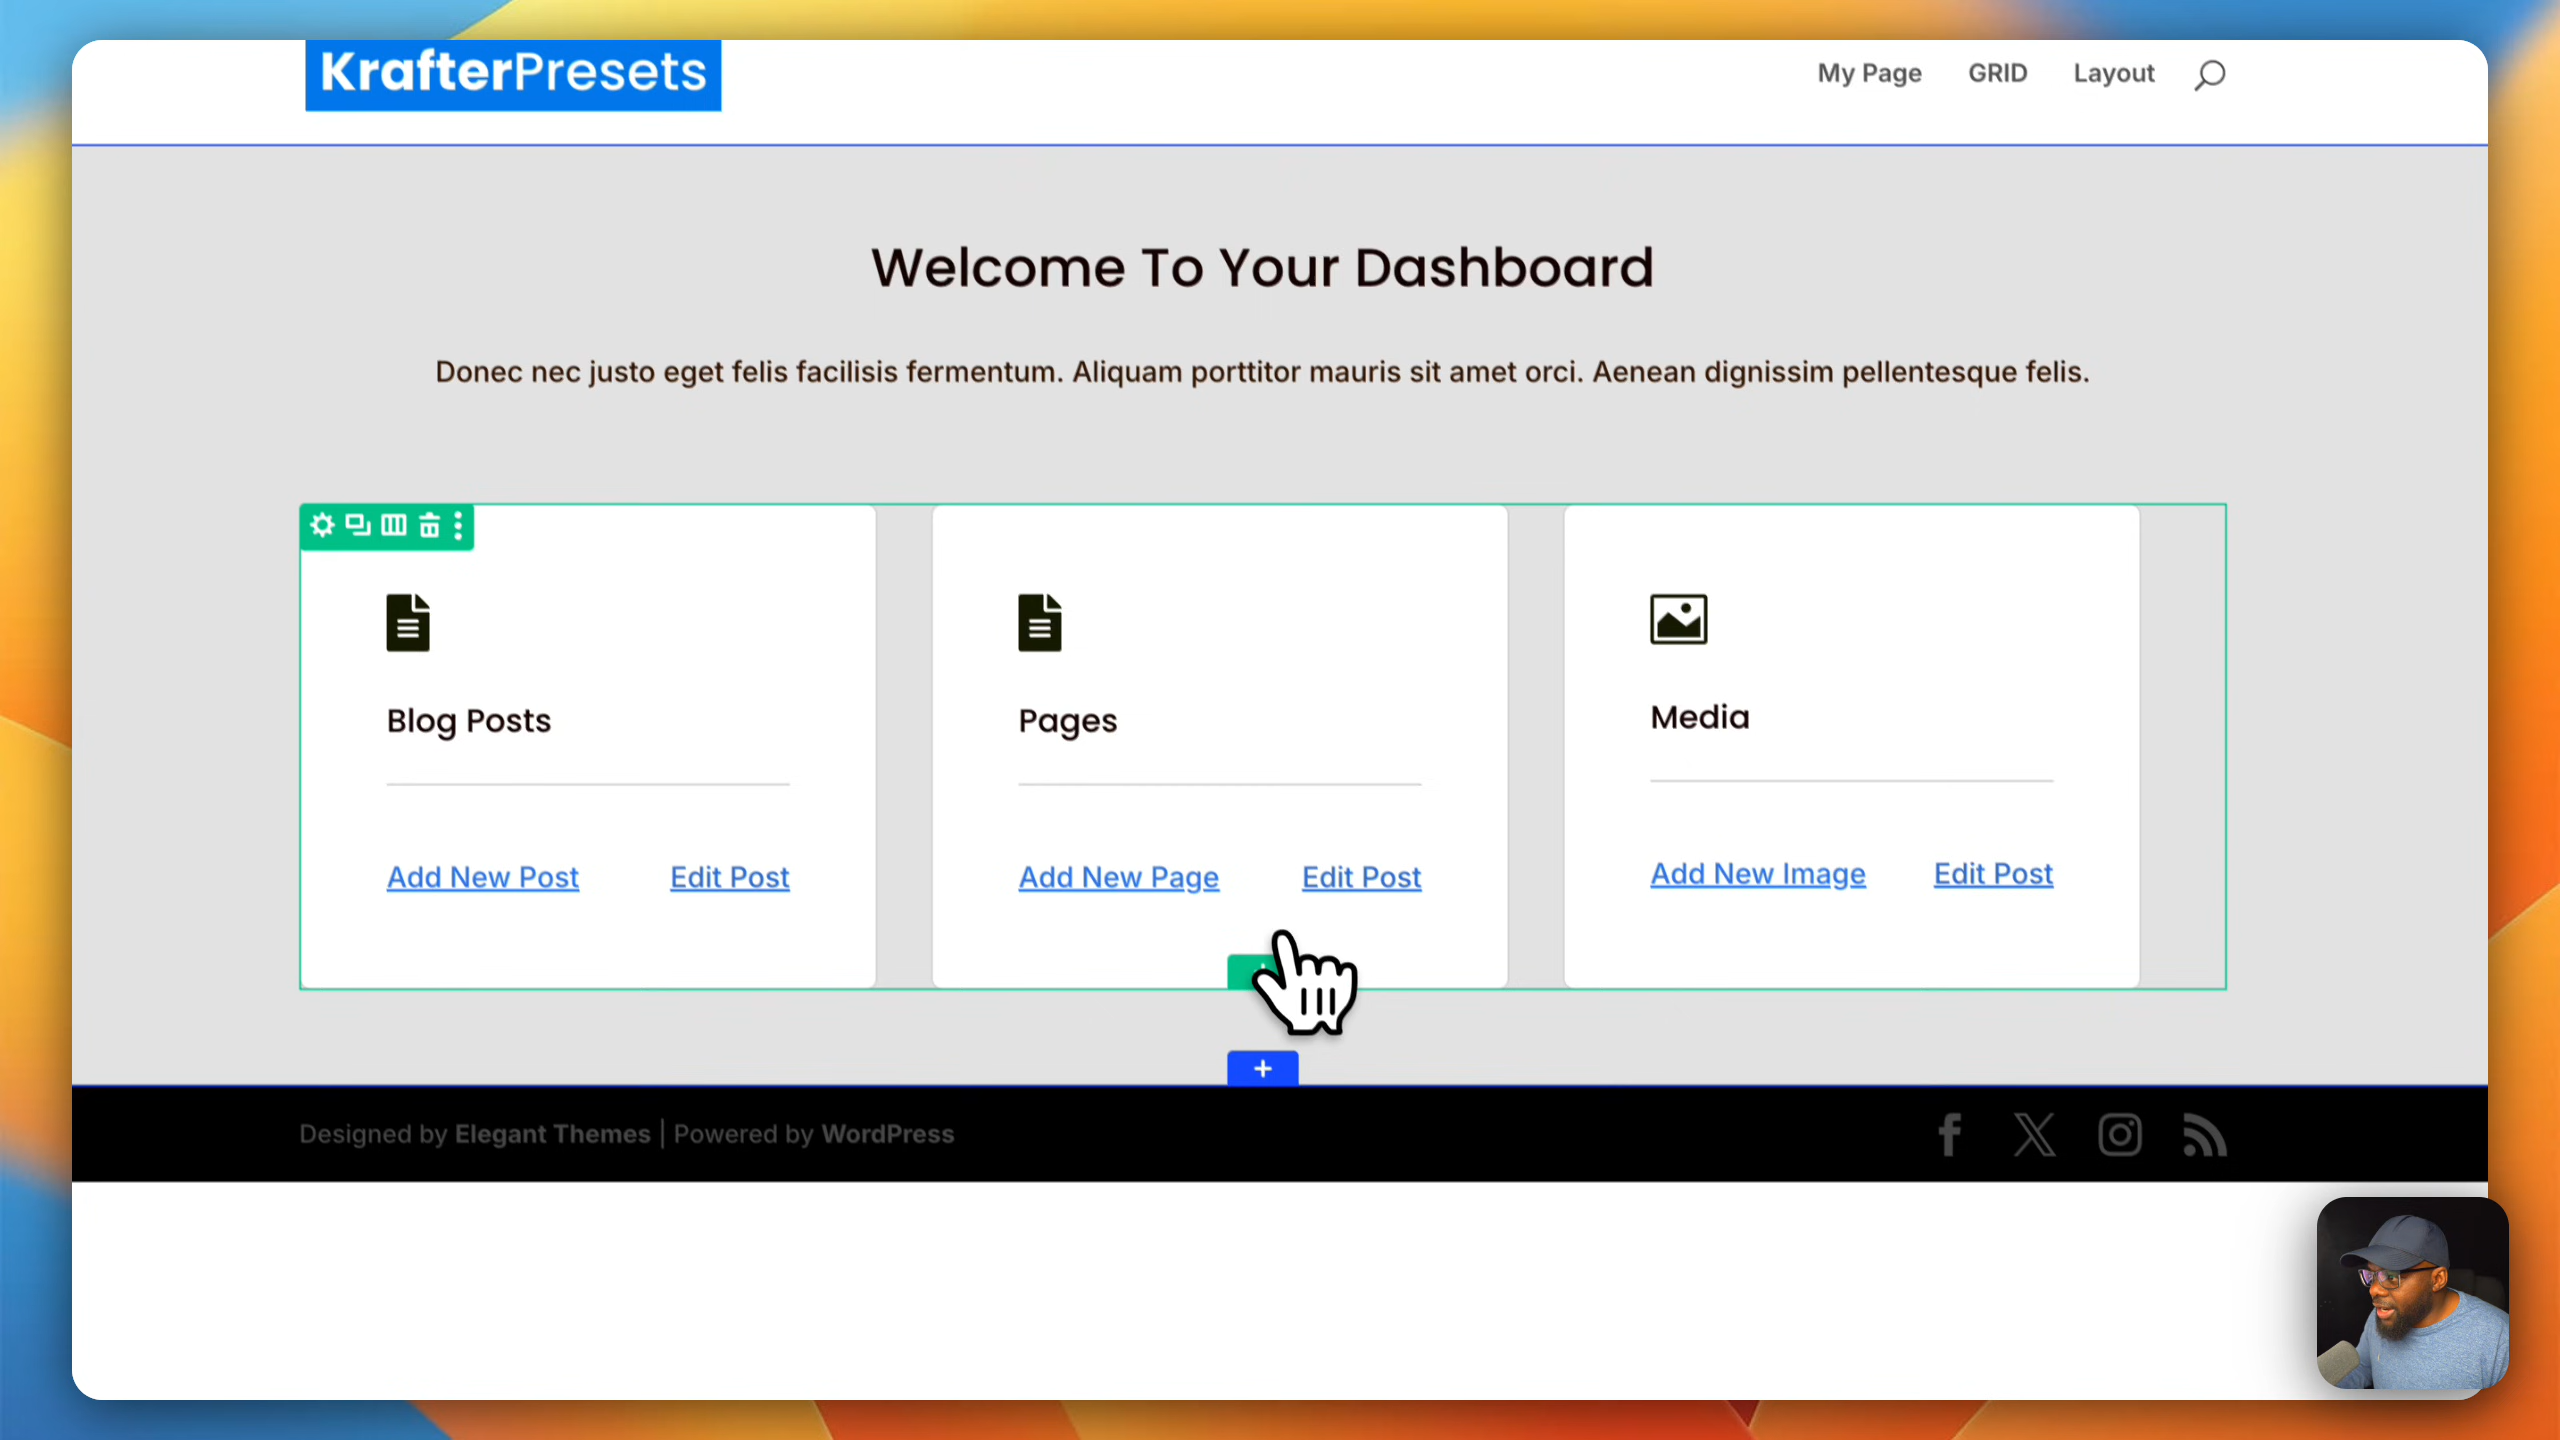 KrafterPresets
My Page GRID Layout
Welcome To Your Dashboard
Donec nec justo eget felis facilisis fermentum. Aliquam porttitor mauris sit amet orci. Aenean dignissim pellentesque felis.
Blog Posts
Add New Post Edit Post
Pages
Add New Page Edit Post
Media
Add New Image Edit Post
Designed by Elegant Themes | Powered by WordPress